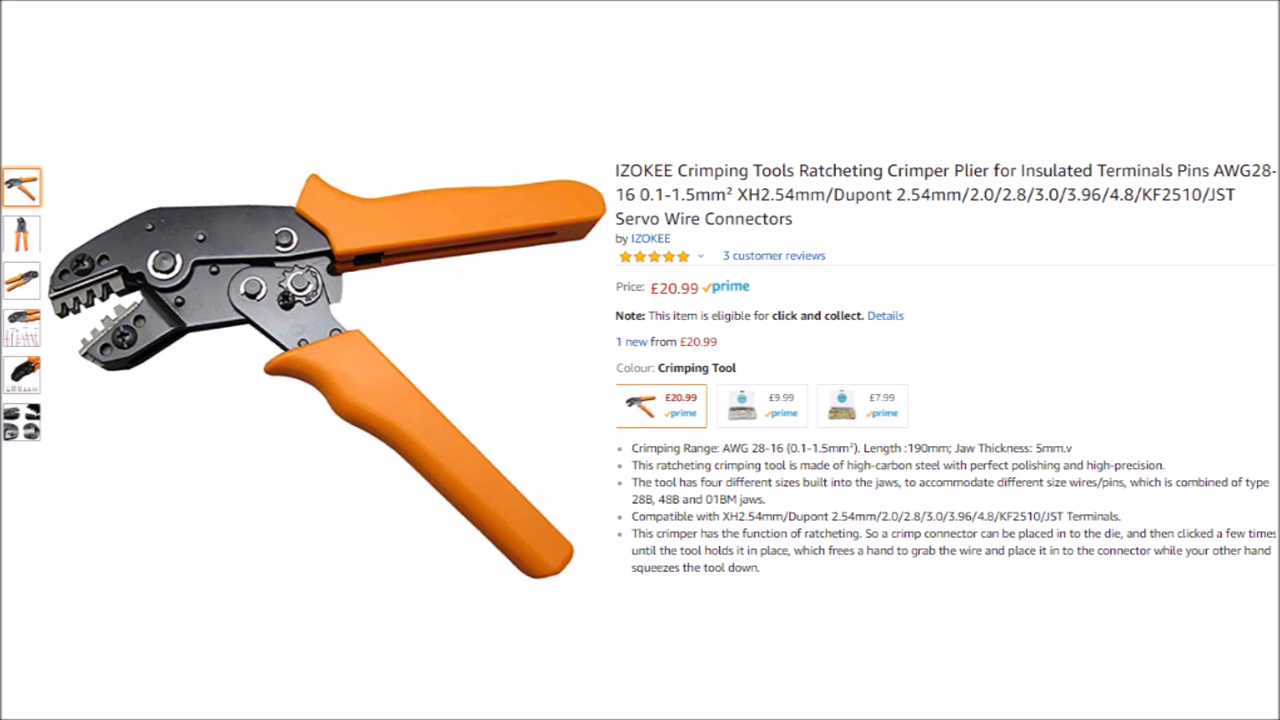 IZOKEE Crimping Tools Ratcheting Crimper Plier for Insulated Terminals Pins AWG28-
16 0.1-1.5mm² XH2.54mm/Dupont 2.54mm/2.0/2.8/3.0/3.96/4.8/KF2510/JST
Servo Wire Connectors
by IZOKEE
3 customer reviews
Price: £20.99 prime
Note: This item is eligible for click and collect. Details
1 new from £20.99
Colour: Crimping Tool
£20.99 £9.99 £7.99
prime prime prime
Crimping Range: AWG 28-16 (0.1-1.5mm²). Length :190mm; Jaw Thickness: 5mm.v
This ratcheting crimping tool is made of high-carbon steel with perfect polishing and high-precision.
The tool has four different sizes built into the jaws, to accommodate different size wires/pins, which is combined of type
28B, 48B and 01BM jaws.
Compatible with XH2.54mm/Dupont 2.54mm/2.0/2.8/3.0/3.96/4.8/KF2510/JST Terminals.
This crimper has the function of ratcheting. So a crimp connector can be placed in to the die, and then clicked a few times
until the tool holds it in place, which frees a hand to grab the wire and place it in to the connector while your other hand
squeezes the tool down.